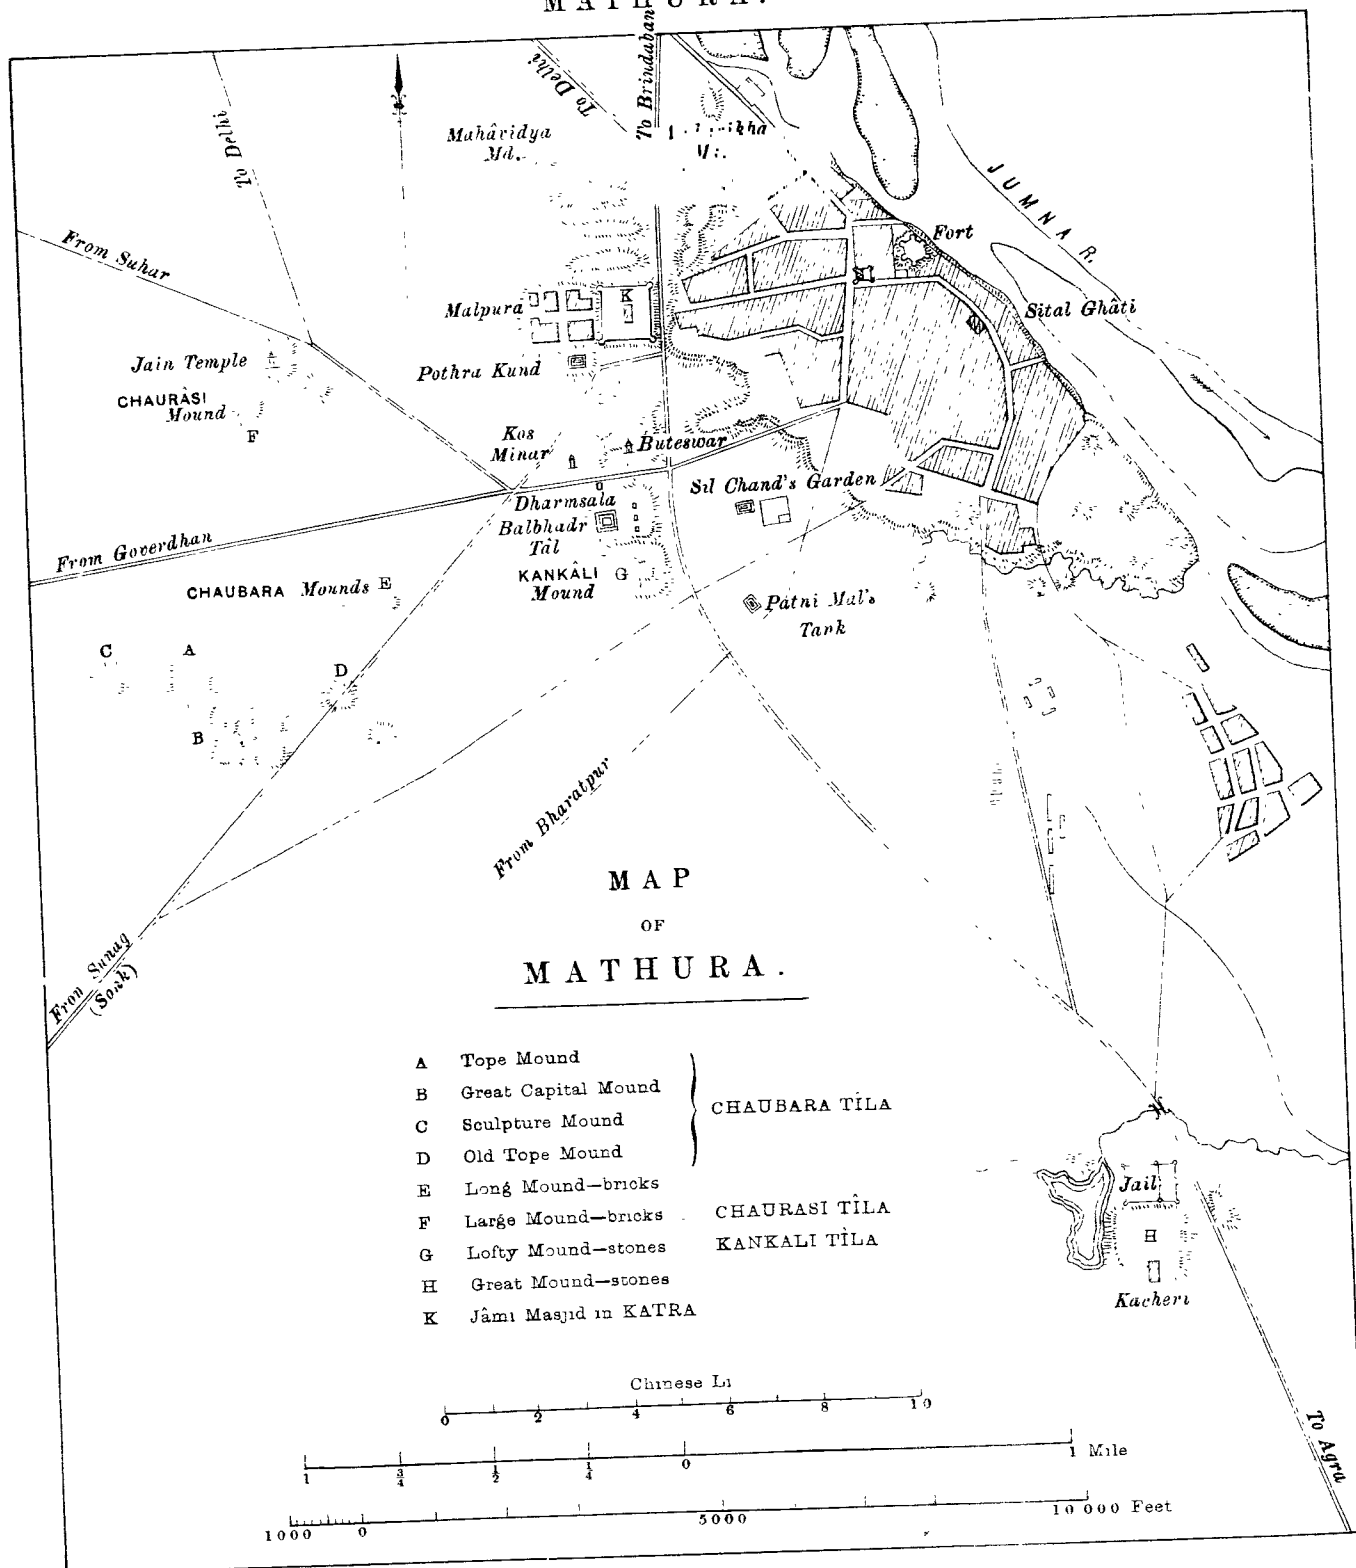 MATHURA.
To Delhi
To Delhi
To Brindaban
Mahâvidya
Md.
JUMNA R.
From Suhar
Fort
Malpura
K
Sital Ghâti
Jain Temple
Pothra Kund
CHAURÂSI
Mound
F
Kos
Minar
Buteswar
Sil Chand's Garden
Dharmsala
Balbhadr
Tâl
From Goverdhan
KANKÂLI G
Mound
CHAUBARA Mounds E
Patni Mal's
Tank
C
A
D
B
From Bharatpur
MAP
OF
MATHURA.
From Sunag
(Sonk)
A Tope Mound
B Great Capital Mound
C Sculpture Mound
D Old Tope Mound
CHAUBARA TÎLA
E Long Mound—bricks
F Large Mound—bricks CHAURASI TÎLA
G Lofty Mound—stones KANKALI TÎLA
H Great Mound—stones
K Jâmi Masjid in KATRA
Jail
H
Kacheri
To Agra
Chinese Li
0 2 4 6 8 10
1 3/4 1/2 1/4 0 1 Mile
1000 0 5000 10 000 Feet